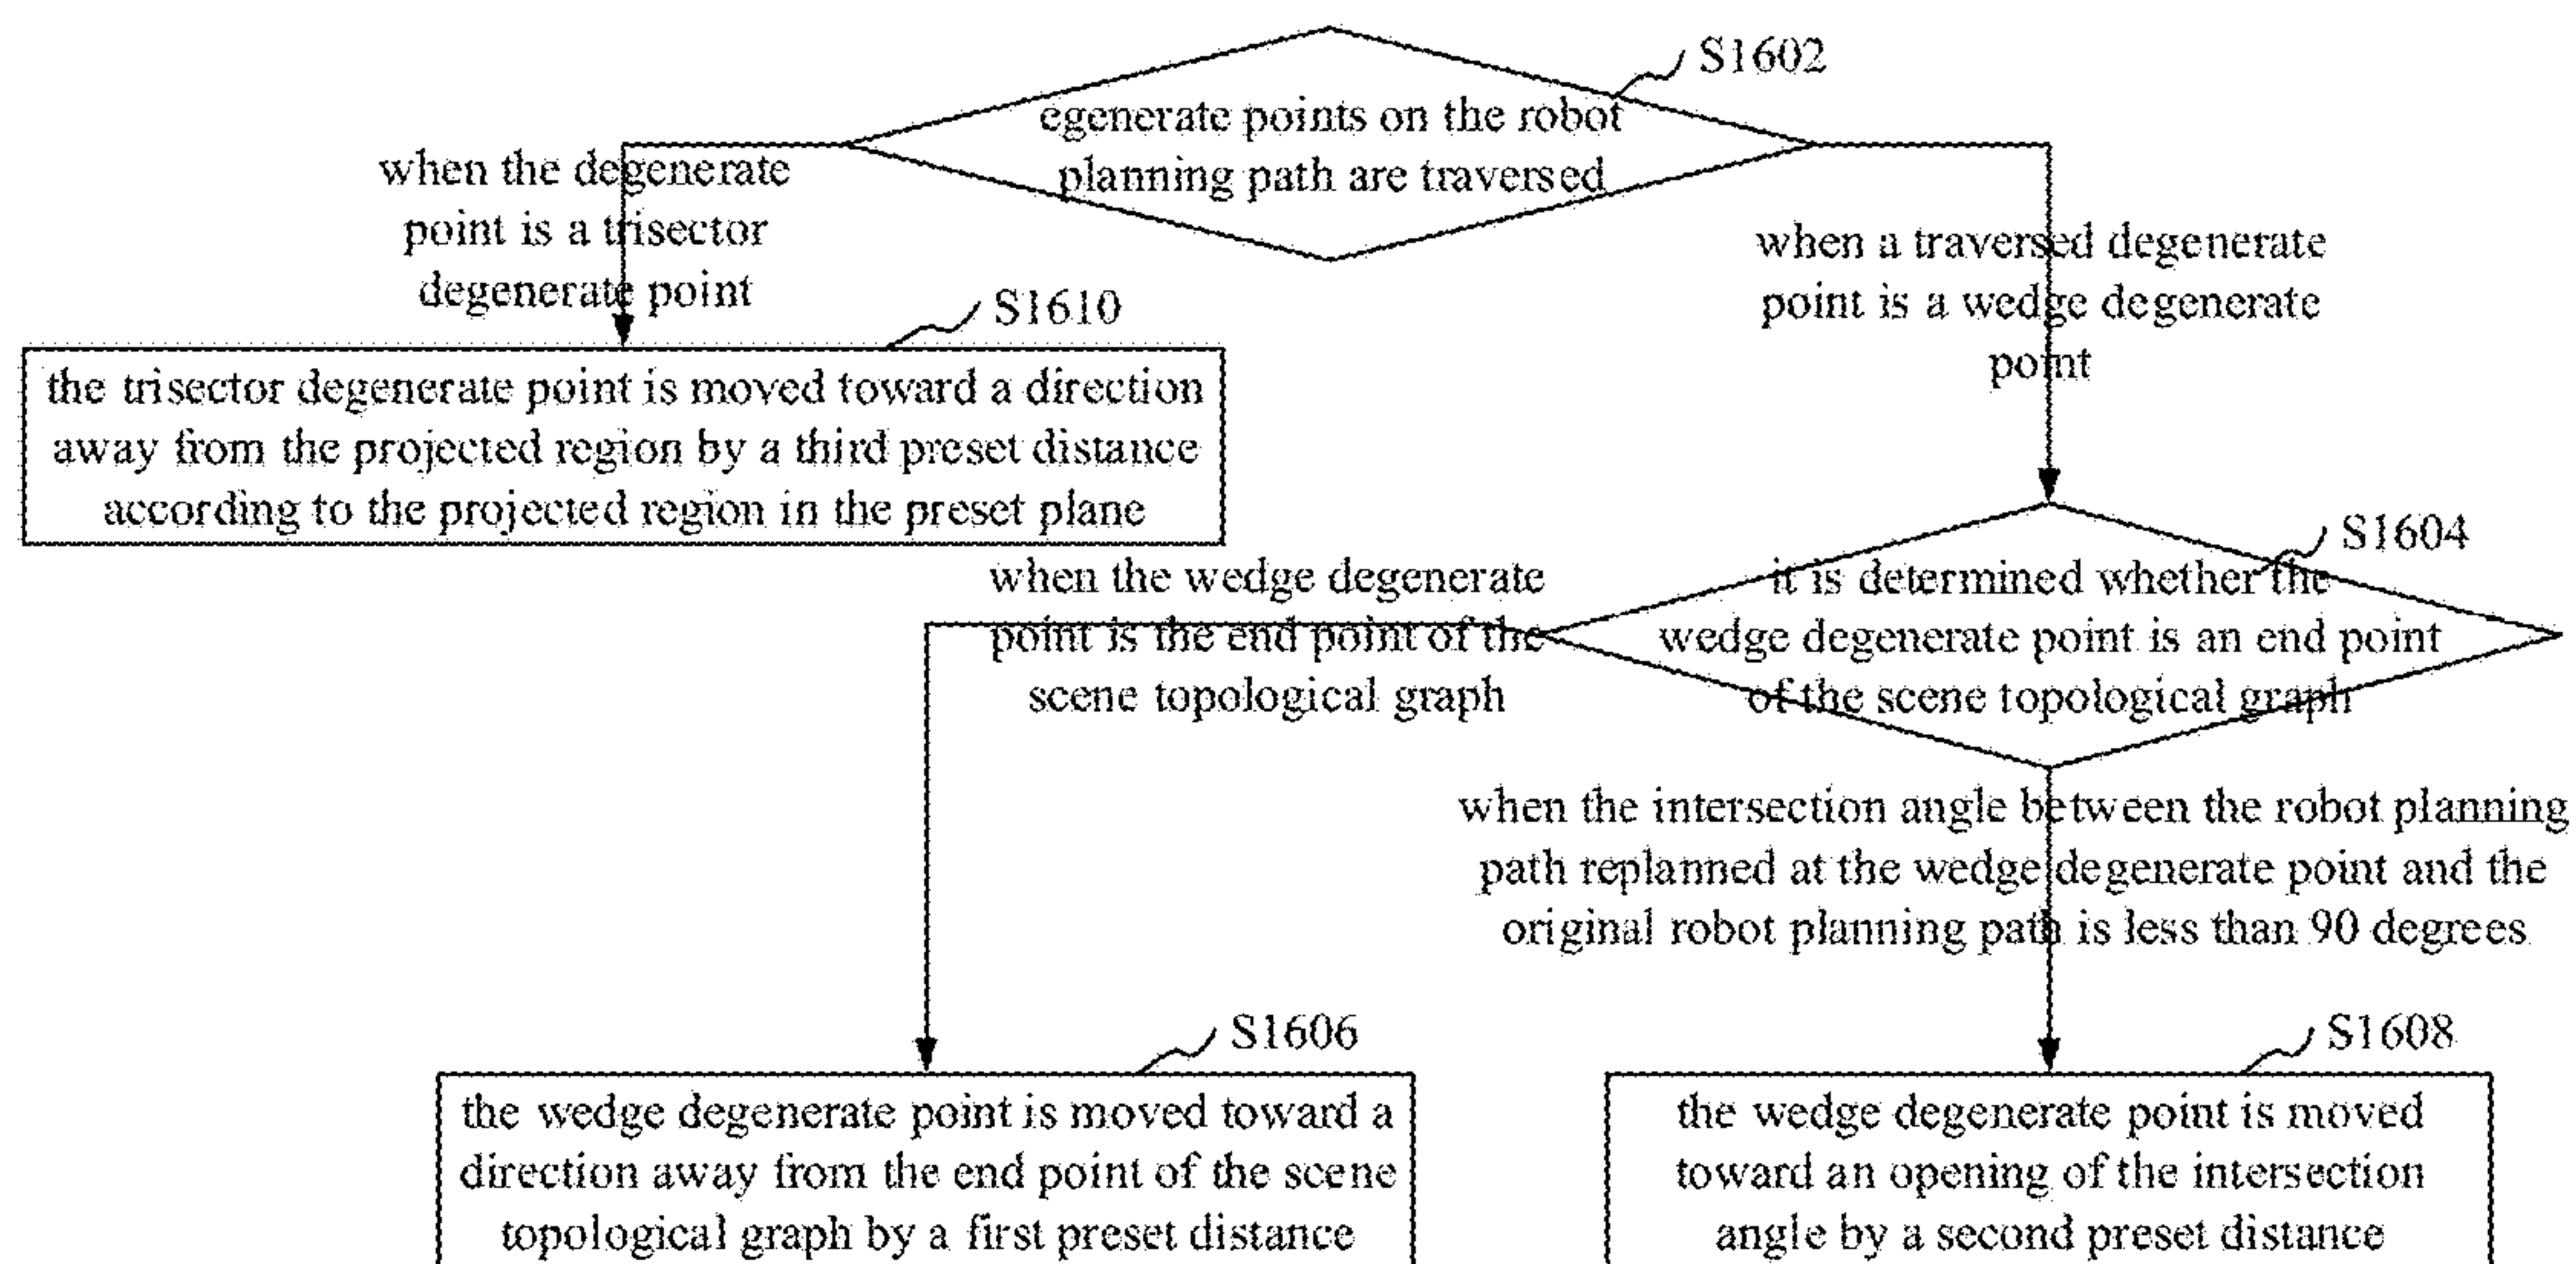 S1602
egenerate points on the robot
planning path are traversed
when the degenerate
point is a trisector
degenerate point
when a traversed degenerate
point is a wedge degenerate
point
S1610
the trisector degenerate point is moved toward a direction
away from the projected region by a third preset distance
according to the projected region in the preset plane
S1604
it is determined whether the
wedge degenerate point is an end point
of the scene topological graph
when the wedge degenerate
point is the end point of the
scene topological graph
when the intersection angle between the robot planning
path replanned at the wedge degenerate point and the
original robot planning path is less than 90 degrees
S1606
the wedge degenerate point is moved toward a
direction away from the end point of the scene
topological graph by a first preset distance
S1608
the wedge degenerate point is moved
toward an opening of the intersection
angle by a second preset distance